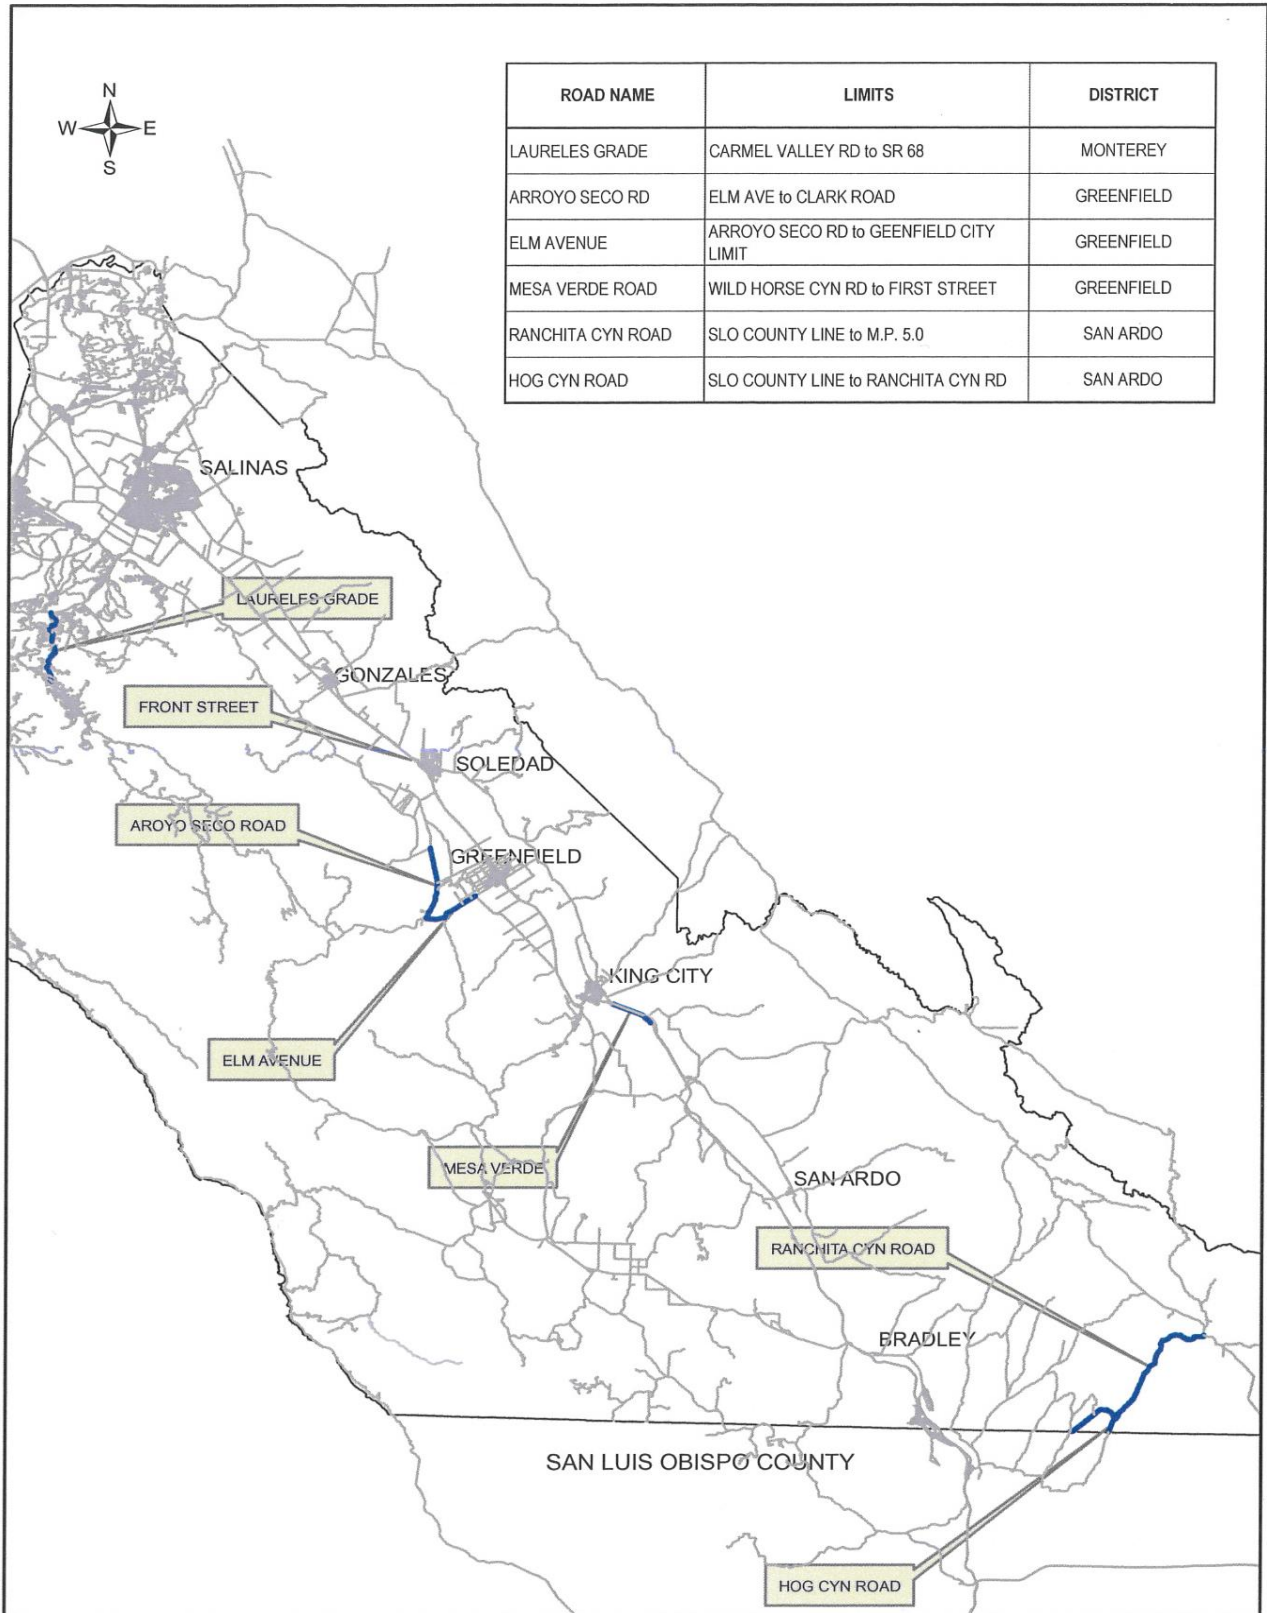 N
W E
S
ROAD NAME LIMITS DISTRICT
LAURELES GRADE CARMEL VALLEY RD to SR 68 MONTEREY
ARROYO SECO RD ELM AVE to CLARK ROAD GREENFIELD
ELM AVENUE ARROYO SECO RD to GEENFIELD CITY LIMIT GREENFIELD
MESA VERDE ROAD WILD HORSE CYN RD to FIRST STREET GREENFIELD
RANCHITA CYN ROAD SLO COUNTY LINE to M.P. 5.0 SAN ARDO
HOG CYN ROAD SLO COUNTY LINE to RANCHITA CYN RD SAN ARDO
SALINAS
LAURELES GRADE
GONZALES
FRONT STREET
SOLEDAD
AROYO SECO ROAD
GREENFIELD
KING CITY
ELM AVENUE
MESA VERDE
SAN ARDO
RANCHITA CYN ROAD
BRADLEY
SAN LUIS OBISPO COUNTY
HOG CYN ROAD